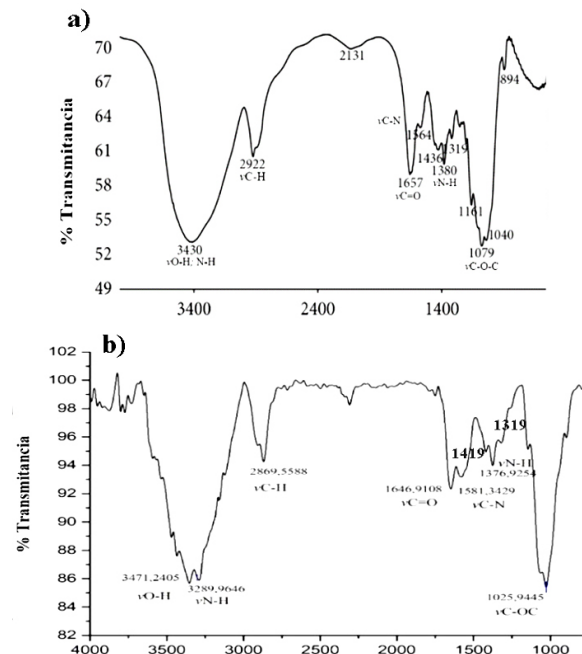 a)
% Transmitancia
70
67
64
61
58
55
52
49
3400
2400
1400
3430
νO-H; N-H
2922
νC-H
2131
νC-N
1564
1657
νC=O
1436
1380
νN-H
1319
1161
1079
νC-O-C
1040
894
b)
% Transmitancia
102
100
98
96
94
92
90
88
86
84
82
4000
3500
3000
2500
2000
1500
1000
3471,2405
νO-H
3289,9646
νN-H
2869,5588
νC-H
1646,9108
νC=O
1419
1581,3429
νC-N
1319
νN-H
1376,9254
1025,9445
νC-OC